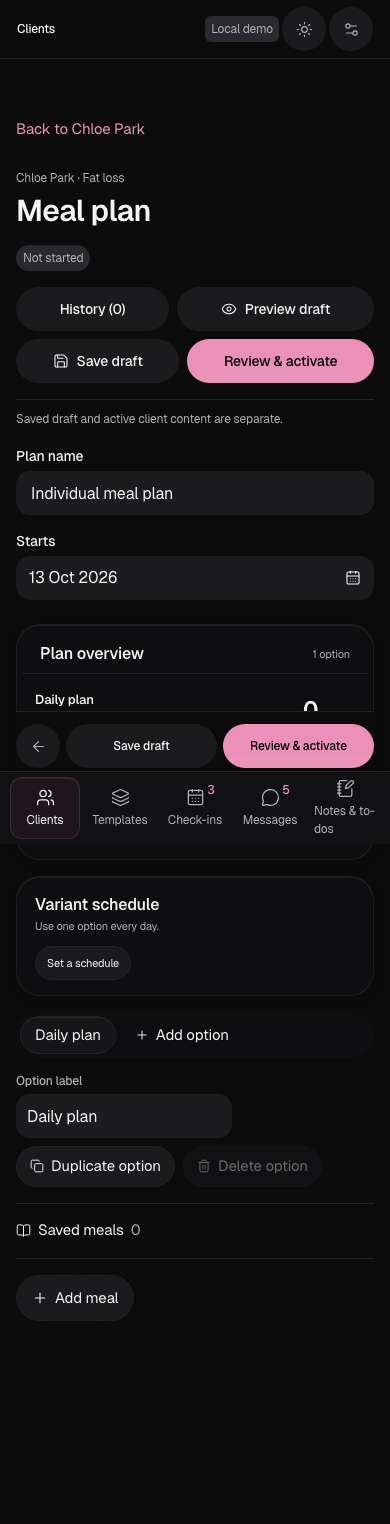 Clients
Local demo
Back to Chloe Park
Chloe Park · Fat loss
Meal plan
Not started
History (0)
Preview draft
Save draft
Review & activate
Saved draft and active client content are separate.
Plan name
Individual meal plan
Starts
13 Oct 2026
Plan overview
1 option
Daily plan
0
Save draft
Review & activate
Clients
Templates
3
Check-ins
5
Messages
Notes & to-
dos
Variant schedule
Use one option every day.
Set a schedule
Daily plan
Add option
Option label
Daily plan
Duplicate option
Delete option
Saved meals 0
Add meal